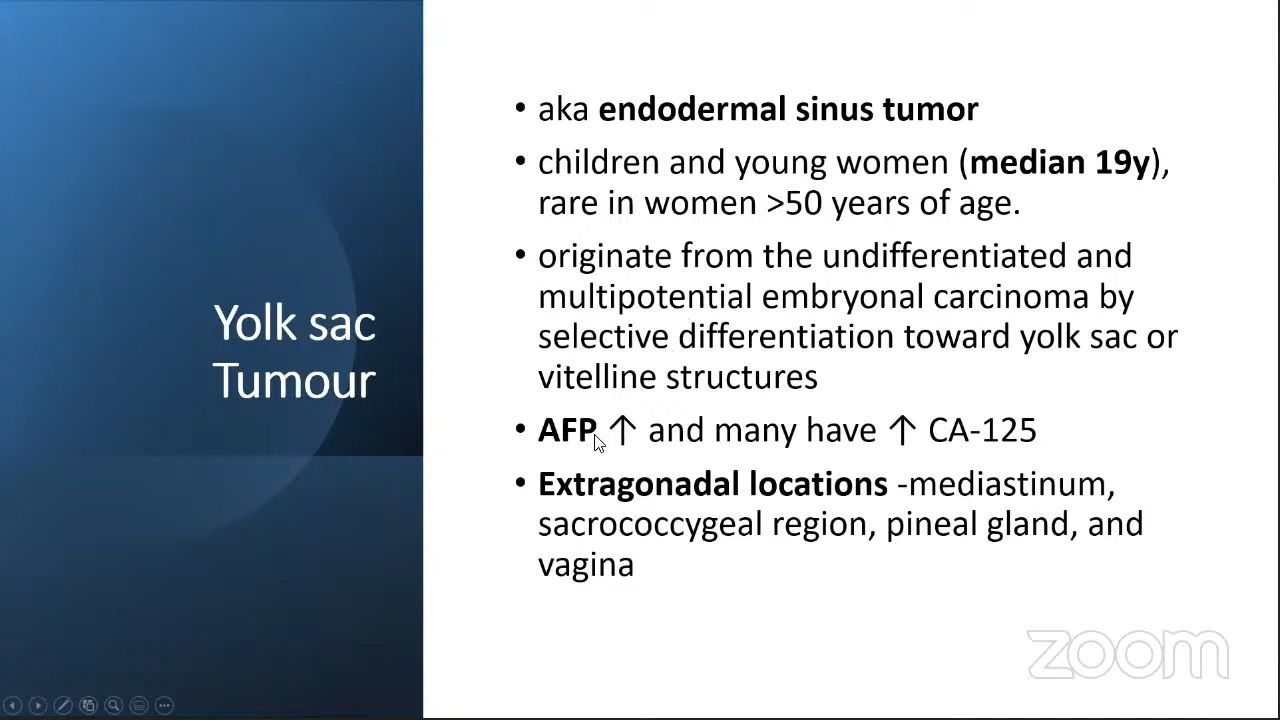 Yolk sac
Tumour
• aka endodermal sinus tumor
• children and young women (median 19y),
rare in women >50 years of age.
• originate from the undifferentiated and
multipotential embryonal carcinoma by
selective differentiation toward yolk sac or
vitelline structures
• AFP ↑ and many have ↑ CA-125
• Extragonadal locations -mediastinum,
sacrococcygeal region, pineal gland, and
vagina
zoom